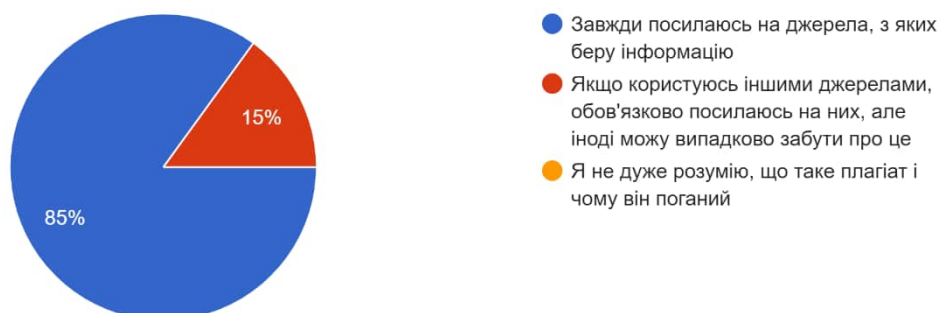 Завжди посилаюсь на джерела, з яких
беру інформацію
Якщо користуюсь іншими джерелами,
обов'язково посилаюсь на них, але
іноді можу випадково забути про це
Я не дуже розумію, що таке плагіат і
чому він поганий
15%
85%